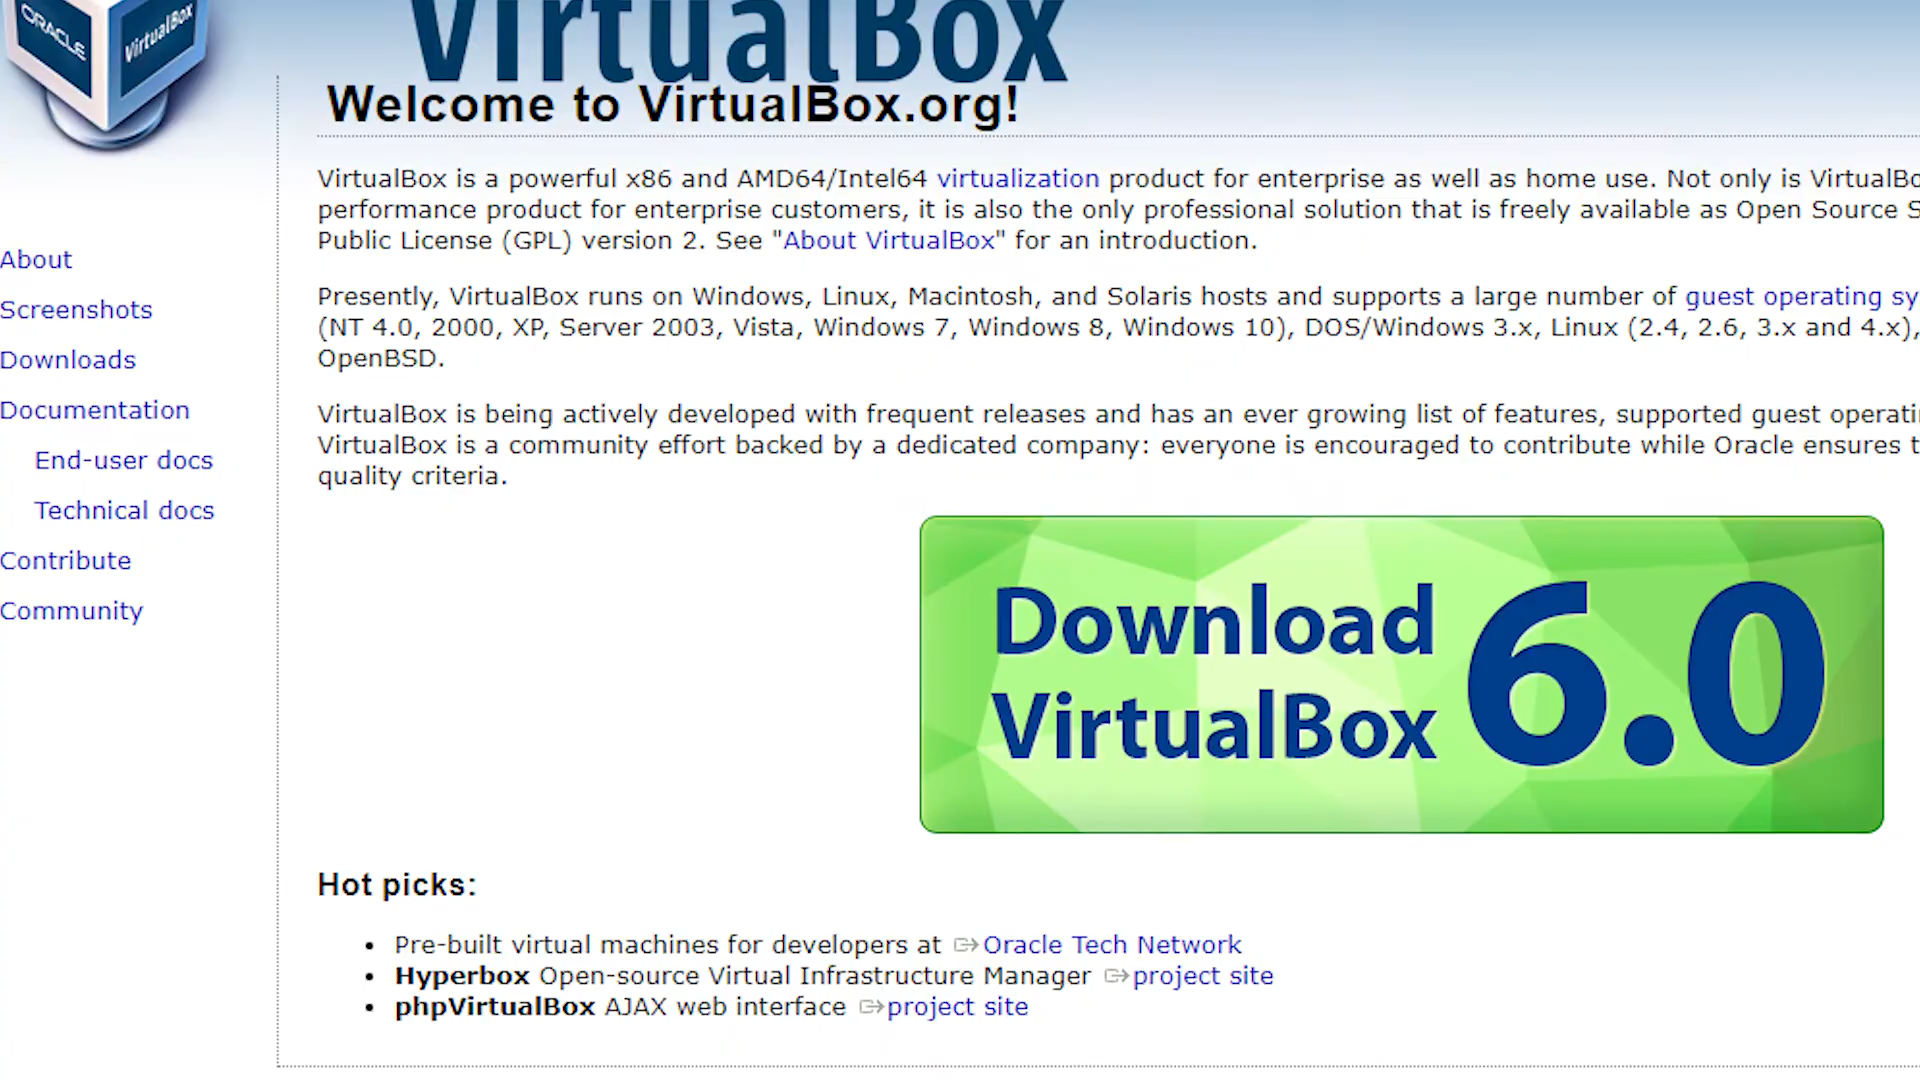 ORACLE
VirtualBox
VirtualBox
Welcome to VirtualBox.org!
VirtualBox is a powerful x86 and AMD64/Intel64 virtualization product for enterprise as well as home use. Not only is
performance product for enterprise customers, it is also the only professional solution that is freely available as Open Source
Public License (GPL) version 2. See "About VirtualBox" for an introduction.
Presently, VirtualBox runs on Windows, Linux, Macintosh, and Solaris hosts and supports a large number of guest operating
(NT 4.0, 2000, XP, Server 2003, Vista, Windows 7, Windows 8, Windows 10), DOS/Windows 3.x, Linux (2.4, 2.6, 3.x and 4.x),
OpenBSD.
VirtualBox is being actively developed with frequent releases and has an ever growing list of features, supported guest
VirtualBox is a community effort backed by a dedicated company: everyone is encouraged to contribute while Oracle ensures
quality criteria.
About
Screenshots
Downloads
Documentation
End-user docs
Technical docs
Contribute
Community
Download
VirtualBox
6.0
Hot picks:
• Pre-built virtual machines for developers at Oracle Tech Network
• Hyperbox Open-source Virtual Infrastructure Manager project site
• phpVirtualBox AJAX web interface project site